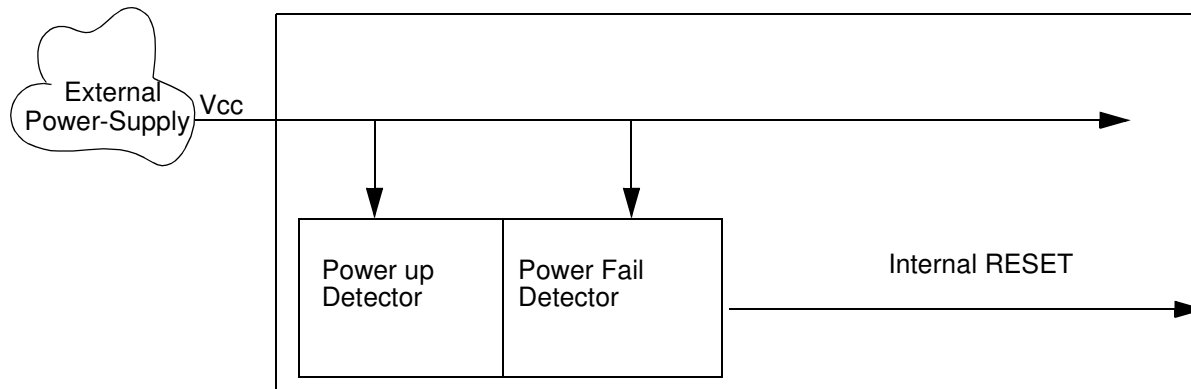 External
Power-Supply
Vcc
Power up
Detector
Power Fail
Detector
Internal RESET